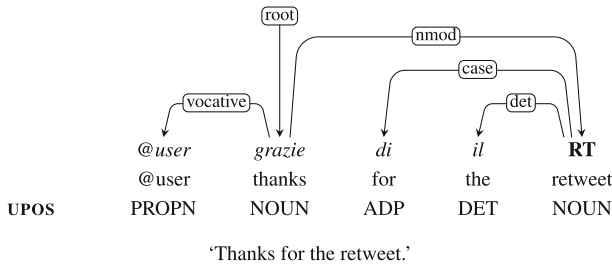 root
nmod
case
vocative
det
@user grazie di il RT
@user thanks for the retweet
UPOS PROPN NOUN ADP DET NOUN
‘Thanks for the retweet.’